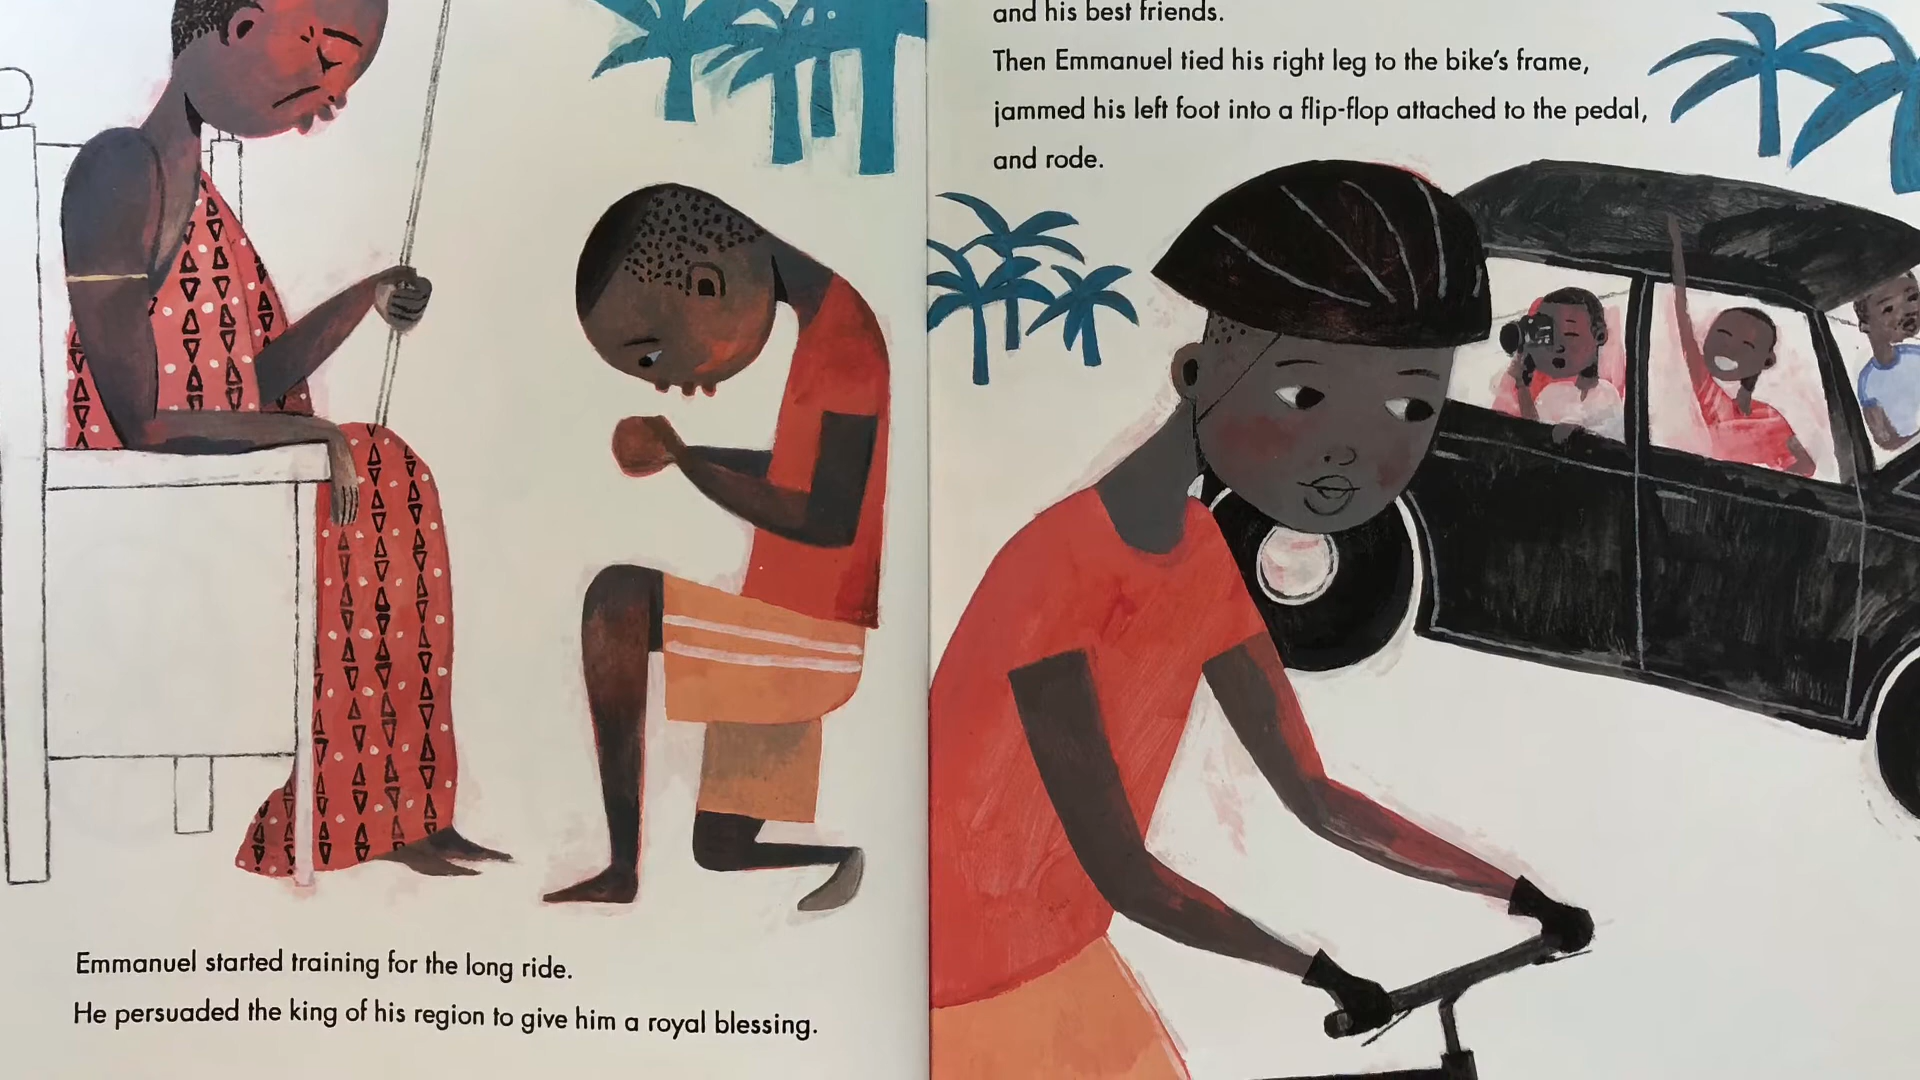 Emmanuel started training for the long ride.
He persuaded the king of his region to give him a royal blessing.
and his best friends.
Then Emmanuel tied his right leg to the bike's frame,
jammed his left foot into a flip-flop attached to the pedal,
and rode.